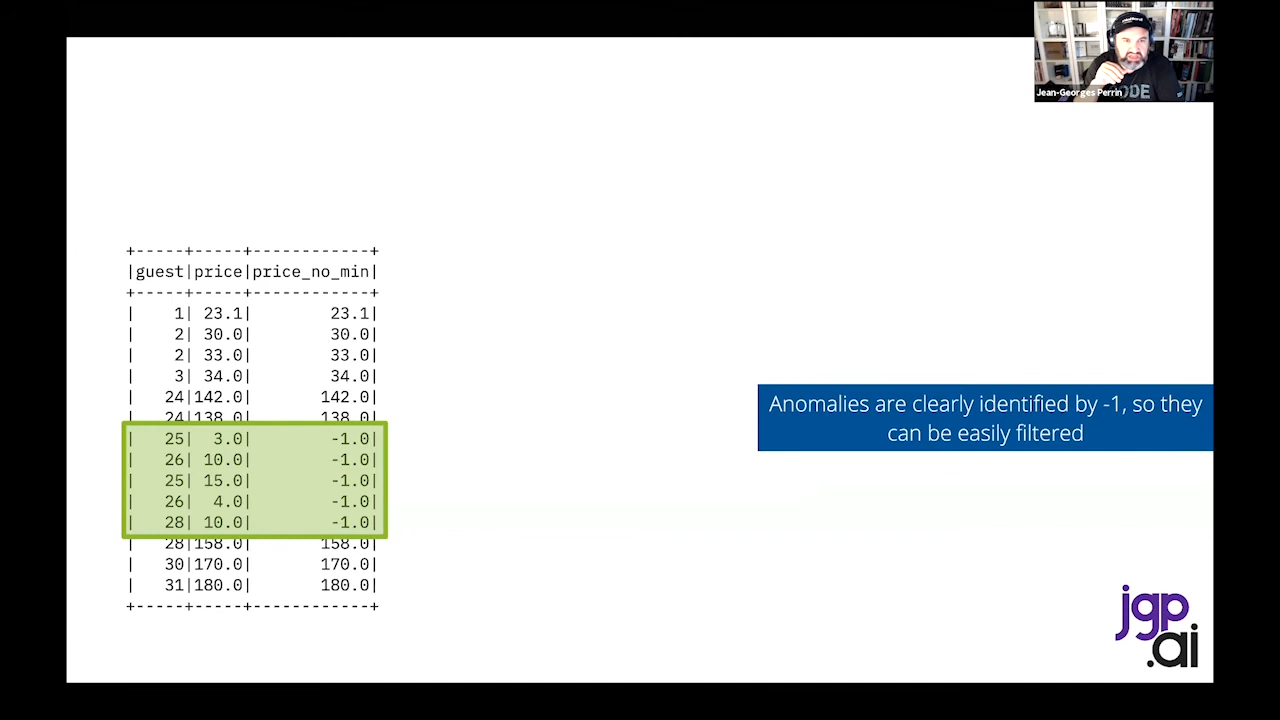 Jean-Georges Perrin
+-----+-----+------------+
|guest|price|price_no_min|
+-----+-----+------------+
|    1| 23.1|        23.1|
|    2| 30.0|        30.0|
|    2| 33.0|        33.0|
|    3| 34.0|        34.0|
|   24|142.0|       142.0|
|   24|138.0|       138.0|
|   25|  3.0|        -1.0|
|   26| 10.0|        -1.0|
|   25| 15.0|        -1.0|
|   26|  4.0|        -1.0|
|   28| 10.0|        -1.0|
|   28|158.0|       158.0|
|   30|170.0|       170.0|
|   31|180.0|       180.0|
+-----+-----+------------+
Anomalies are clearly identified by -1, so they
can be easily filtered
jgp
.ai